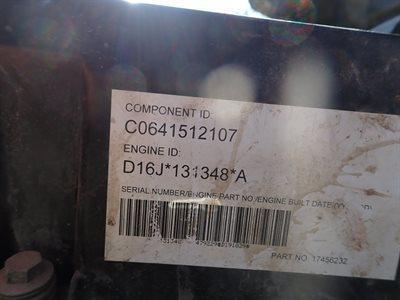 COMPONENT ID:
C0641512107
ENGINE ID:
D16J*131348*A
SERIAL NUMBER/ENGINE PART NO/ENGINE BUILT DATE
PART NO 17456232